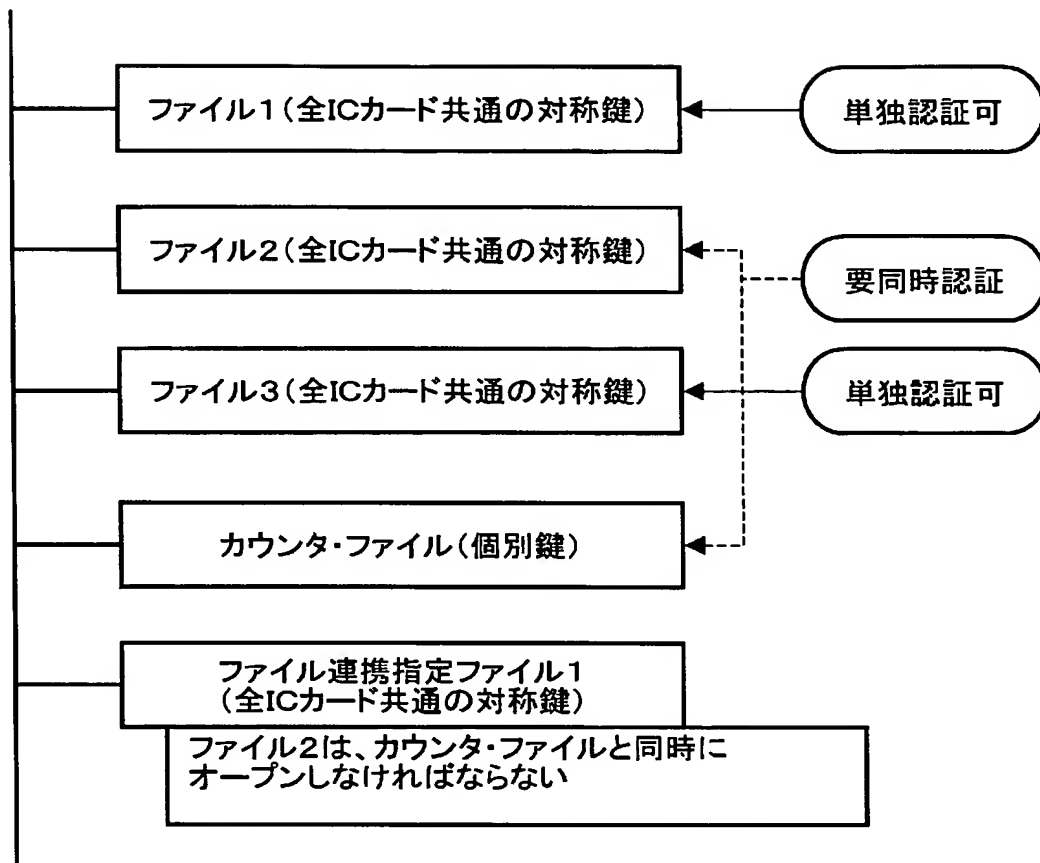 ファイル1(全ICカード共通の対称鍵)
単独認証可
ファイル2(全ICカード共通の対称鍵)
要同時認証
ファイル3(全ICカード共通の対称鍵)
単独認証可
カウンタ・ファイル(個別鍵)
ファイル連携指定ファイル1
(全ICカード共通の対称鍵)
ファイル2は、カウンタ・ファイルと同時に
オープンしなければならない